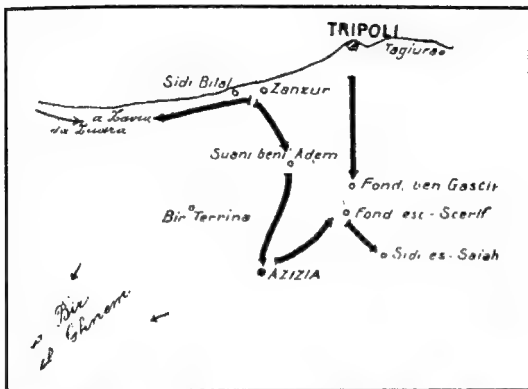 TRIPOLI
Tagiura
Sidi Bilal
Zanzur
a Zavia
da Zuara
Suani beni Adem
Fond. ben Gascir
Bir Terrina
Fond. esc-Scerif
Sidi es-Saiah
AZIZIA
Bir
el Ghnem